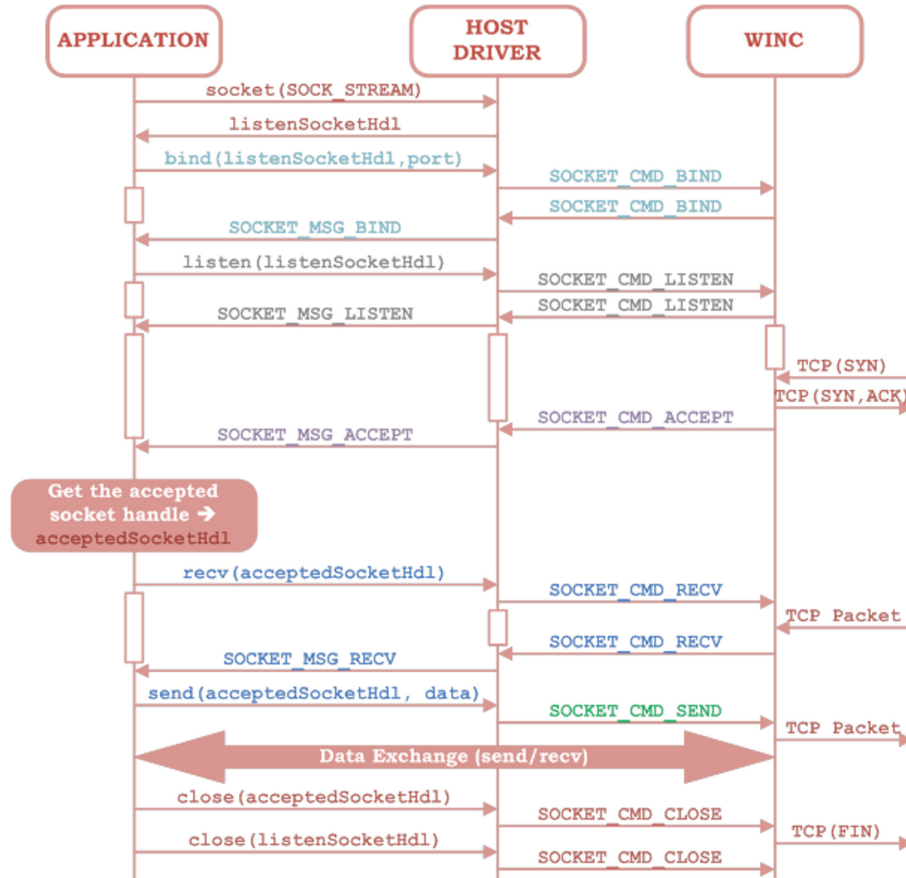 APPLICATION
HOST
DRIVER
WINC
socket(SOCK_STREAM)
listenSocketHdl
bind(listenSocketHdl,port)
SOCKET_CMD_BIND
SOCKET_CMD_BIND
SOCKET_MSG_BIND
listen(listenSocketHdl)
SOCKET_CMD_LISTEN
SOCKET_CMD_LISTEN
SOCKET_MSG_LISTEN
TCP(SYN)
TCP(SYN,ACK)
SOCKET_CMD_ACCEPT
SOCKET_MSG_ACCEPT
Get the accepted
socket handle →
acceptedSocketHdl
recv(acceptedSocketHdl)
SOCKET_CMD_RECV
TCP Packet
SOCKET_CMD_RECV
SOCKET_MSG_RECV
send(acceptedSocketHdl, data)
SOCKET_CMD_SEND
TCP Packet
Data Exchange (send/recv)
close(acceptedSocketHdl)
SOCKET_CMD_CLOSE
TCP(FIN)
close(listenSocketHdl)
SOCKET_CMD_CLOSE